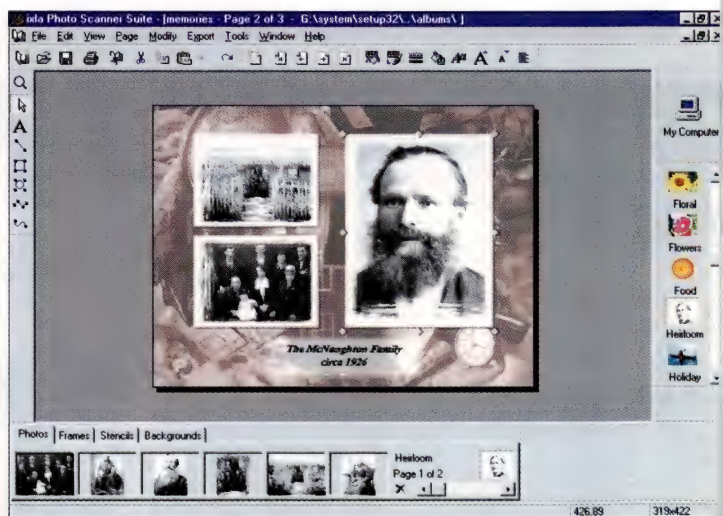 ixla Photo Scanner Suite - [memories - Page 2 of 3 - G:\system\setup32\..\albums\ ]
File Edit View Page Modify Export Tools Window Help
My Computer
Floral
Flowers
Food
Heirloom
Holiday
The McNaughton Family
circa 1926
Photos Frames Stencils Backgrounds
Heirloom
Page 1 of 2
426,89 319x422